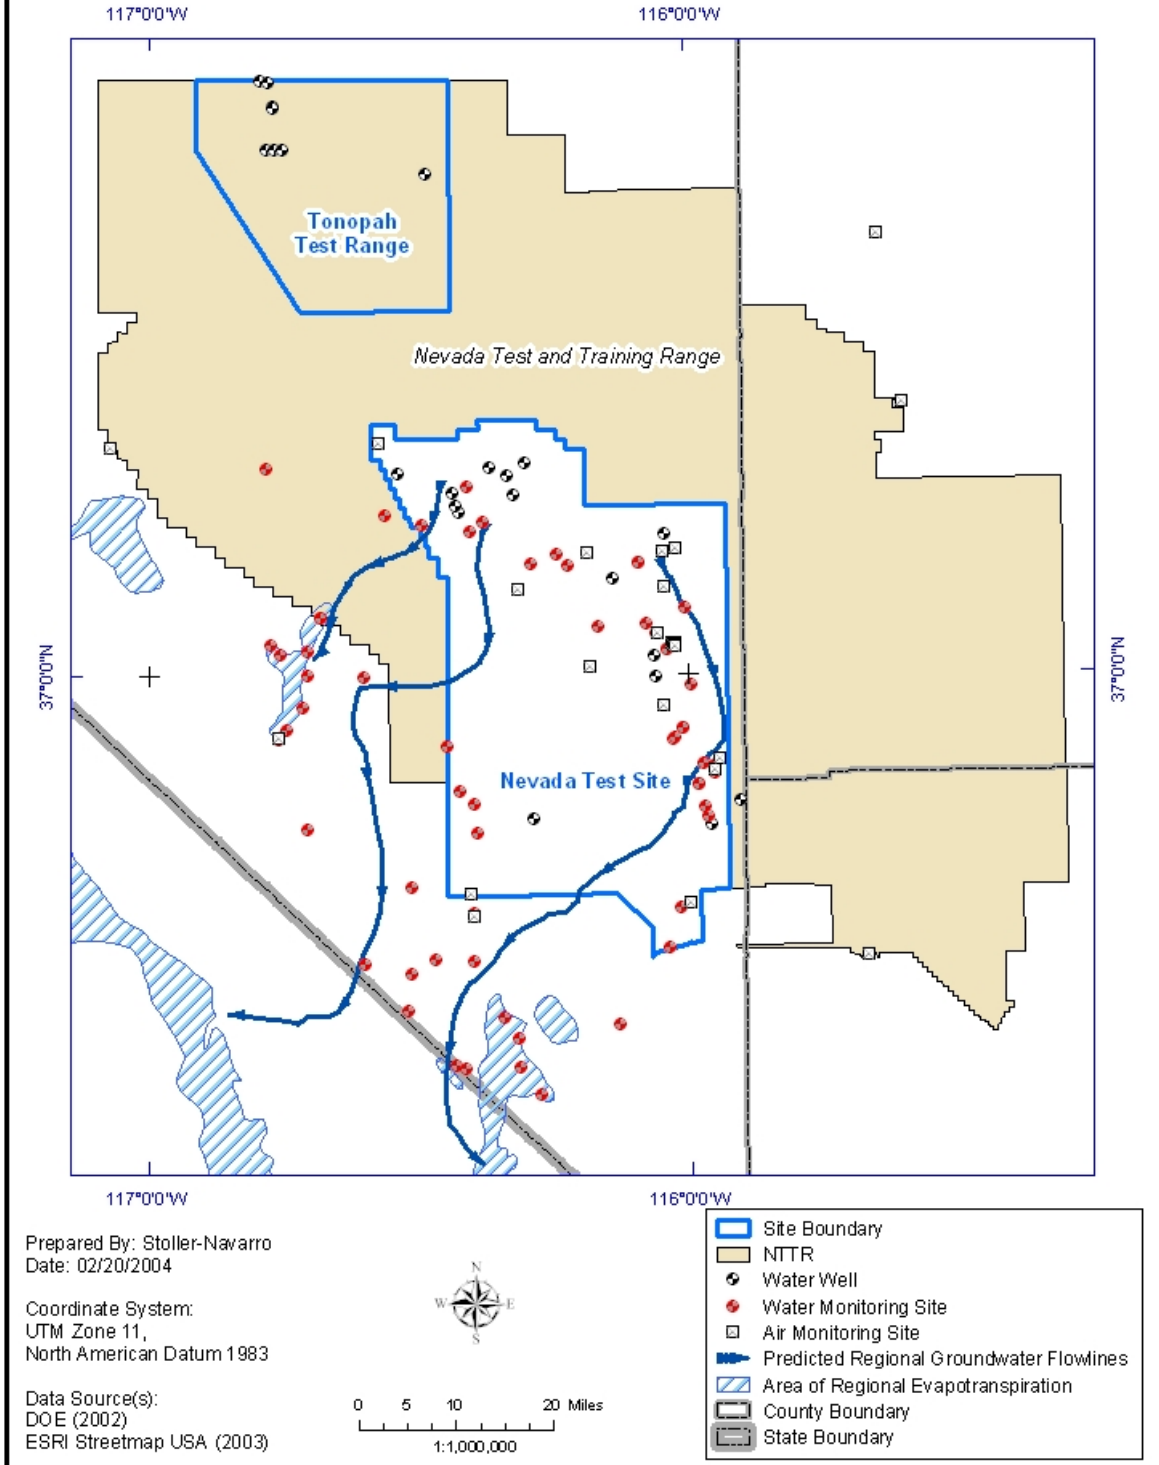 117°0'0"W
116°0'0"W
Tonopah
Test Range
Nevada Test and Training Range
37°0'0"N
37°0'0"N
Nevada Test Site
117°0'0"W
116°0'0"W
Prepared By: Stoller-Navarro
Date: 02/20/2004
Coordinate System:
UTM Zone 11,
North American Datum 1983
Data Source(s):
DOE (2002)
ESRI Streetmap USA (2003)
N
W
E
S
0 5 10 20 Miles
1:1,000,000
Site Boundary
NTTR
Water Well
Water Monitoring Site
Air Monitoring Site
Predicted Regional Groundwater Flowlines
Area of Regional Evapotranspiration
County Boundary
State Boundary